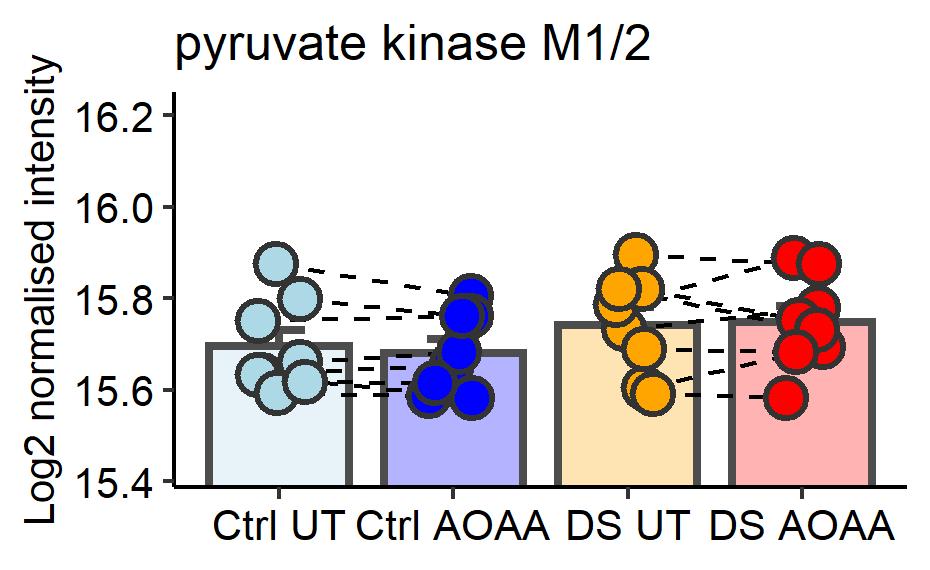 pyruvate kinase M1/2
Log2 normalised intensity
16.2
16.0
15.8
15.6
15.4
Ctrl UT Ctrl AOAA DS UT DS AOAA